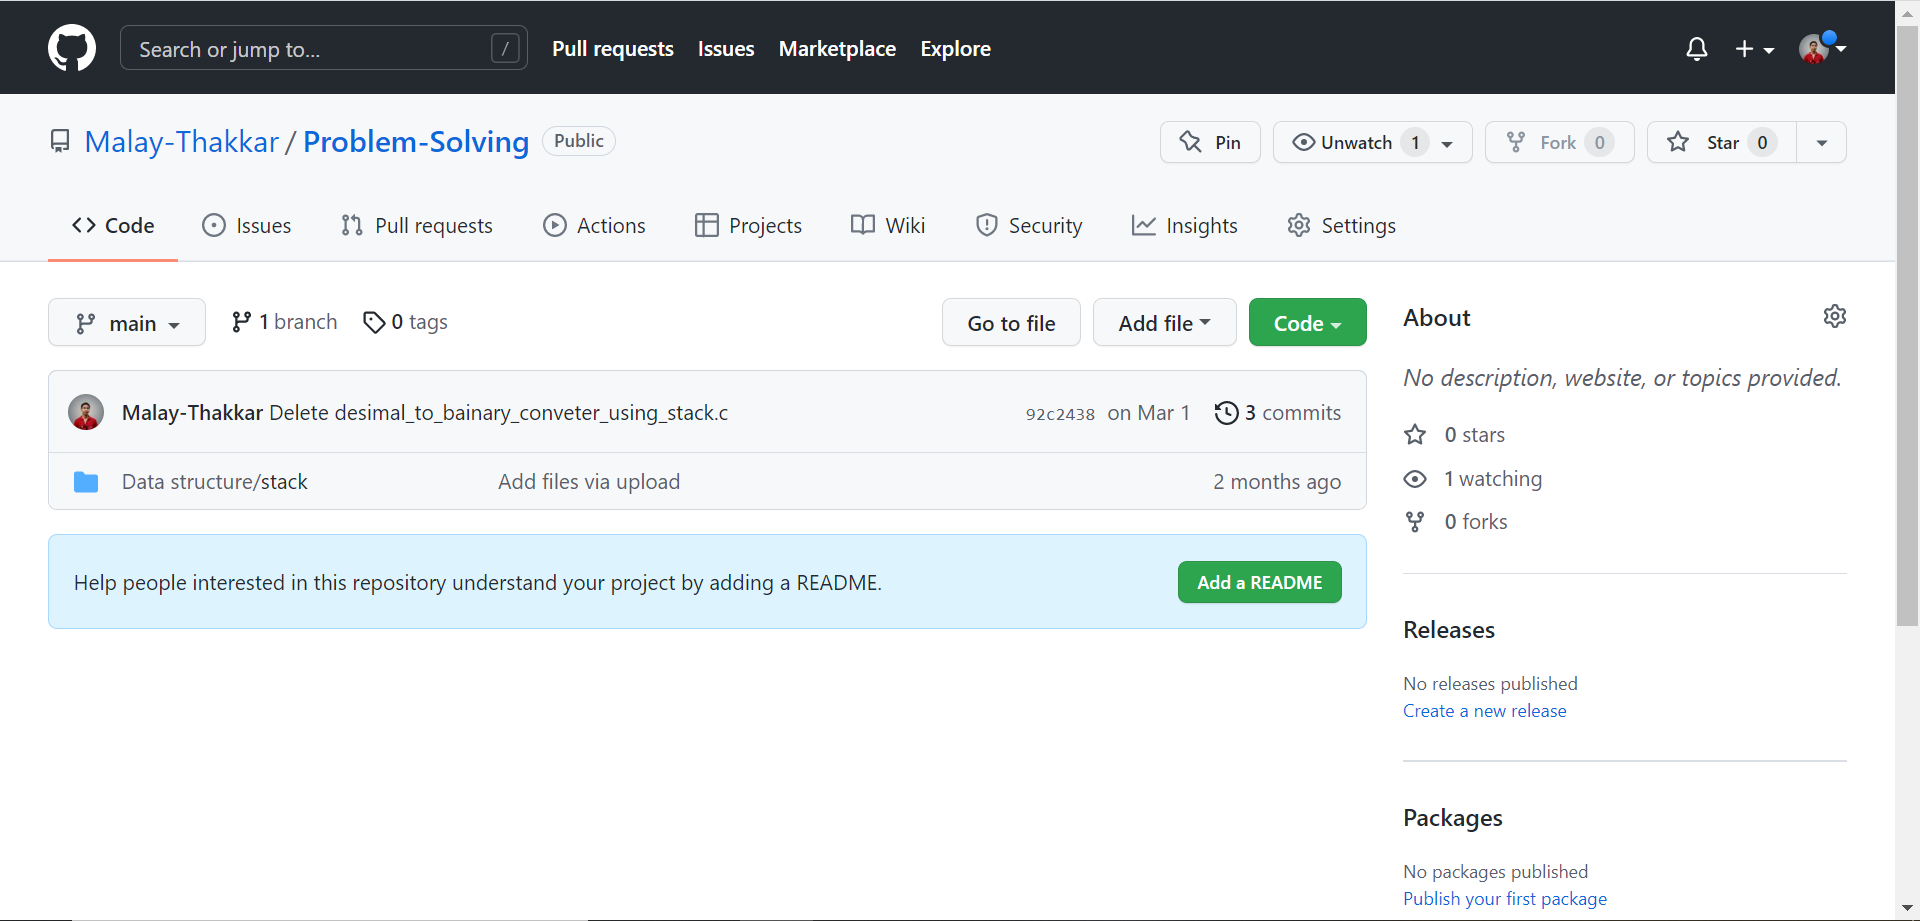 Search or jump to... /
Pull requests Issues Marketplace Explore
Malay-Thakkar / Problem-Solving Public
Pin Unwatch 1 Fork 0 Star 0
Code Issues Pull requests Actions Projects Wiki Security Insights Settings
main 1 branch 0 tags Go to file Add file Code
Malay-Thakkar Delete desimal_to_bainary_conveter_using_stack.c 92c2438 on Mar 1 3 commits
Data structure/stack Add files via upload 2 months ago
Help people interested in this repository understand your project by adding a README. Add a README
About
No description, website, or topics provided.
0 stars
1 watching
0 forks
Releases
No releases published
Create a new release
Packages
No packages published
Publish your first package